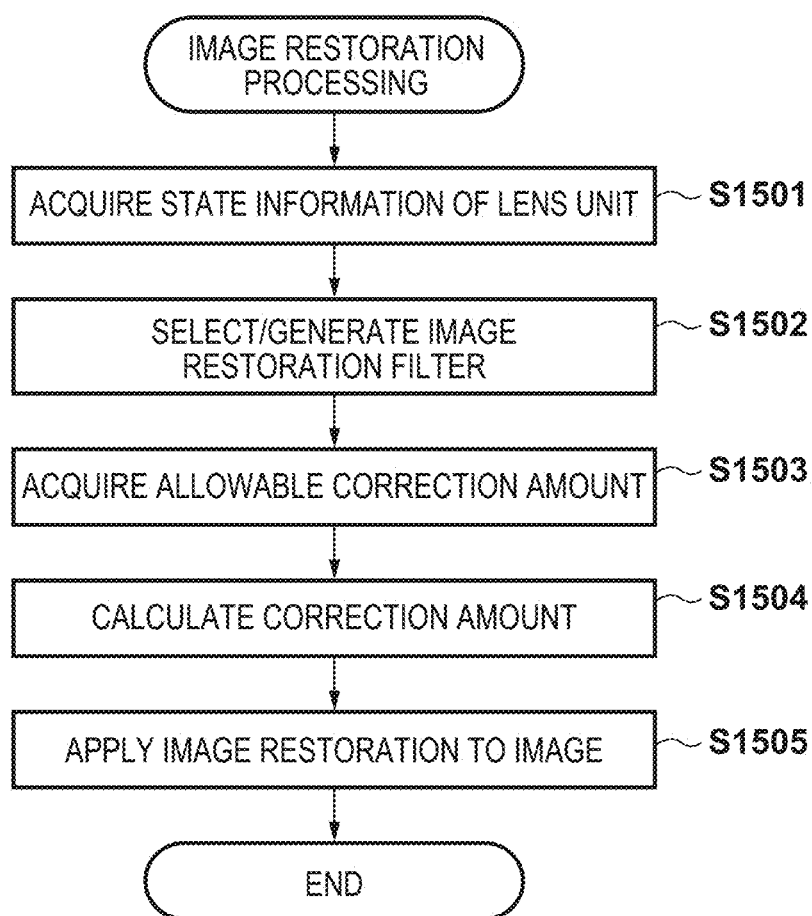 IMAGE RESTORATION
PROCESSING
ACQUIRE STATE INFORMATION OF LENS UNIT
S1501
SELECT/GENERATE IMAGE
RESTORATION FILTER
S1502
ACQUIRE ALLOWABLE CORRECTION AMOUNT
S1503
CALCULATE CORRECTION AMOUNT
S1504
APPLY IMAGE RESTORATION TO IMAGE
S1505
END